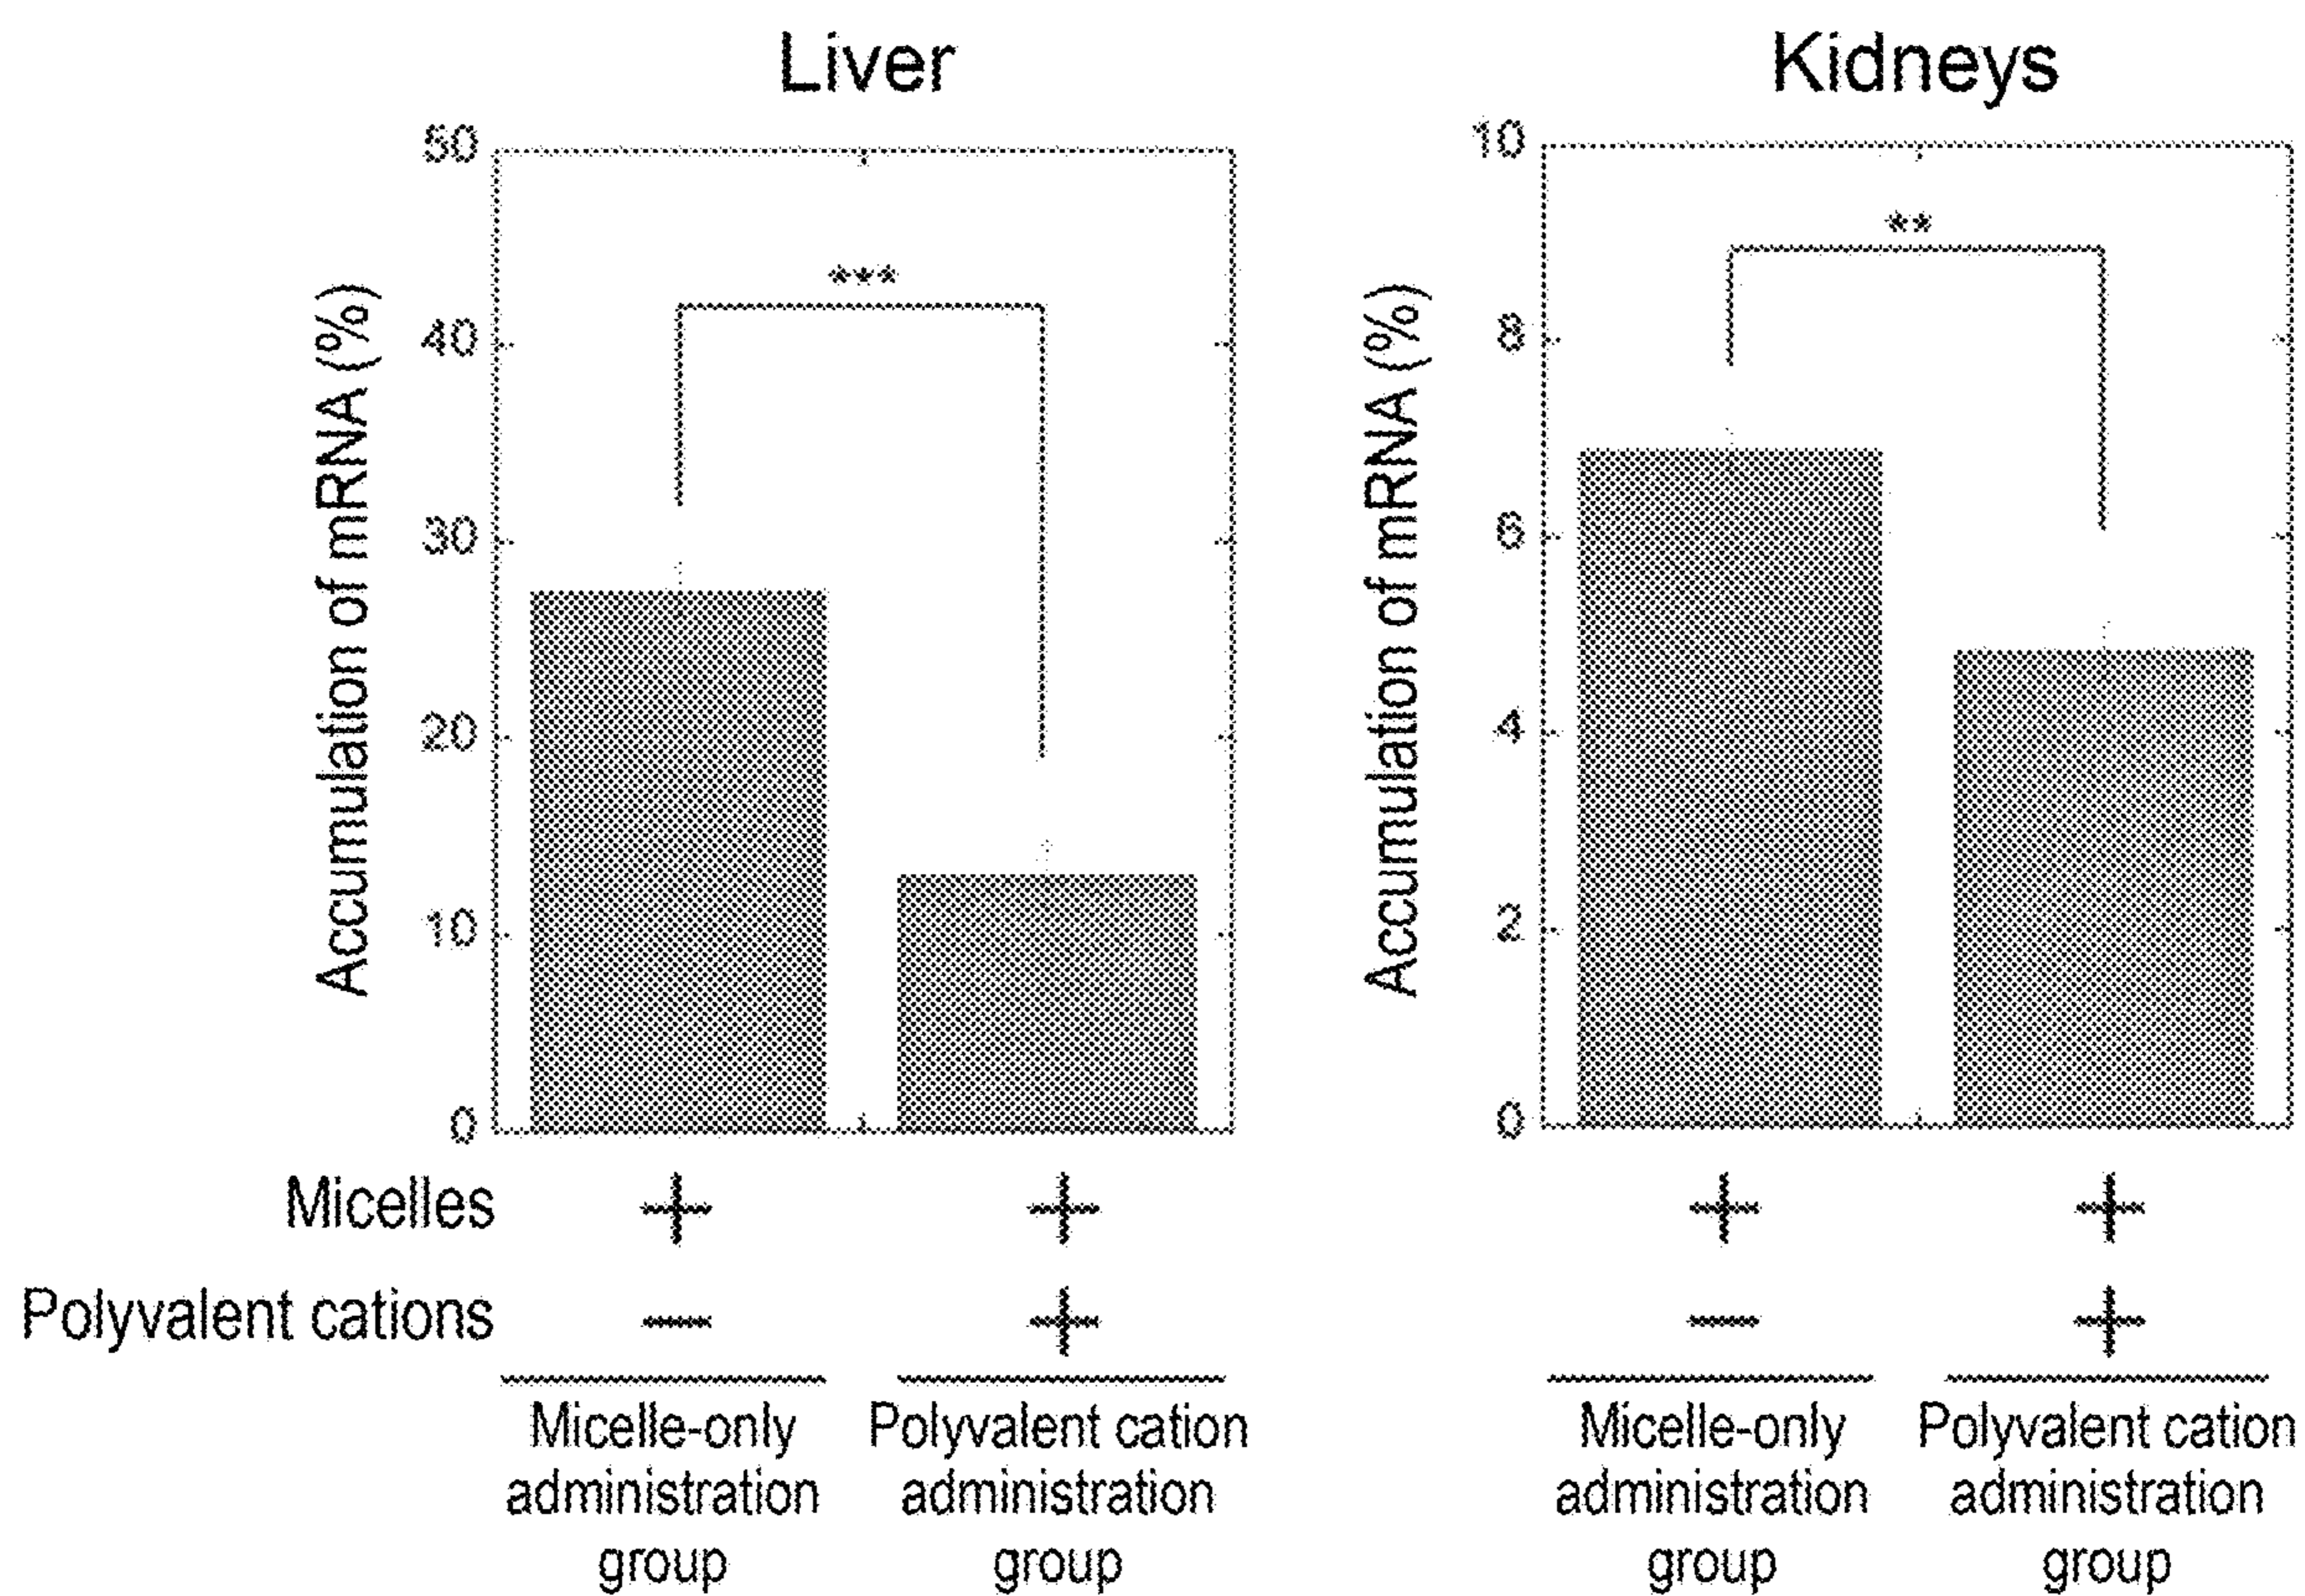 Liver
Accumulation of mRNA (%)
50
40
30
20
10
0
***
Kidneys
Accumulation of mRNA (%)
10
8
6
4
2
0
**
Micelles + + + +
Polyvalent cations − + − +
Micelle-only
administration
group
Polyvalent cation
administration
group
Micelle-only
administration
group
Polyvalent cation
administration
group